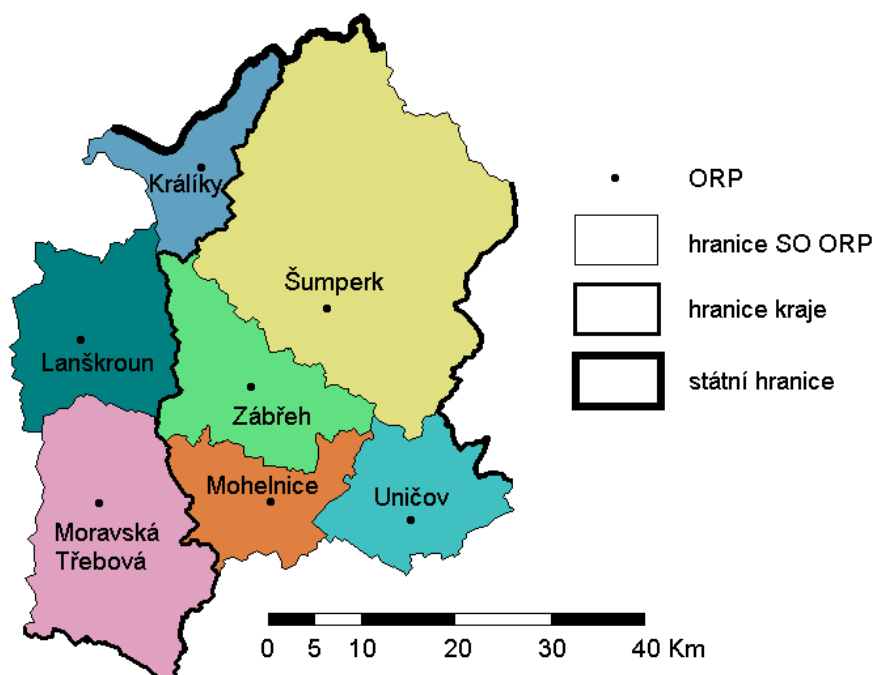 Králíky
ORP
hranice SO ORP
Šumperk
hranice kraje
Lanškroun
státní hranice
Zábřeh
Mohelnice
Uničov
Moravská
Třebová
0 5 10 20 30 40 Km